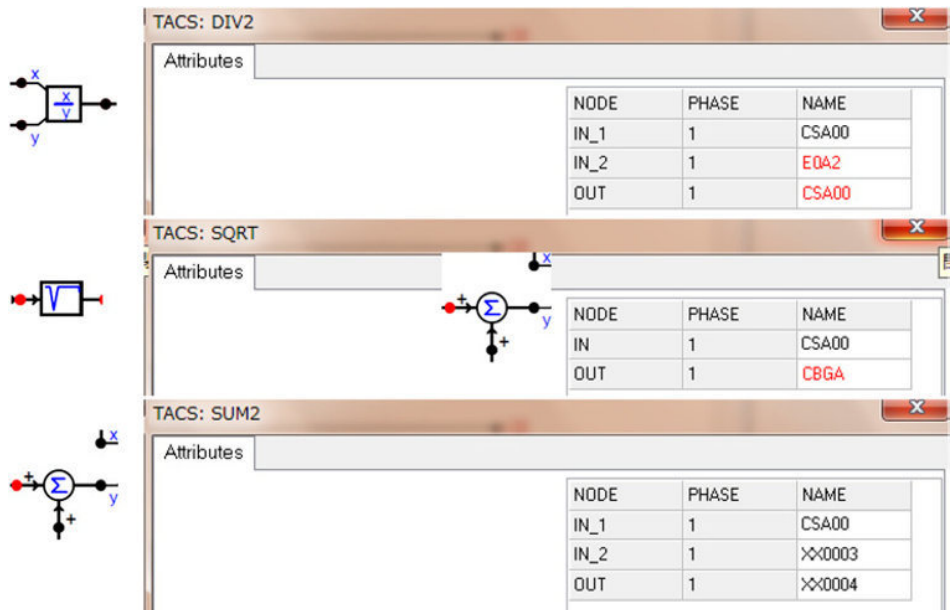 TACS: DIV2
x
Attributes
x
x
y
y
NODE PHASE NAME
IN_1 1 CSA00
IN_2 1 E0A2
OUT 1 CSA00
TACS: SQRT
x
Attributes
x
+
Σ
y
+
NODE PHASE NAME
IN 1 CSA00
OUT 1 CBGA
TACS: SUM2
x
Attributes
x
+
Σ
y
+
NODE PHASE NAME
IN_1 1 CSA00
IN_2 1 XX0003
OUT 1 XX0004